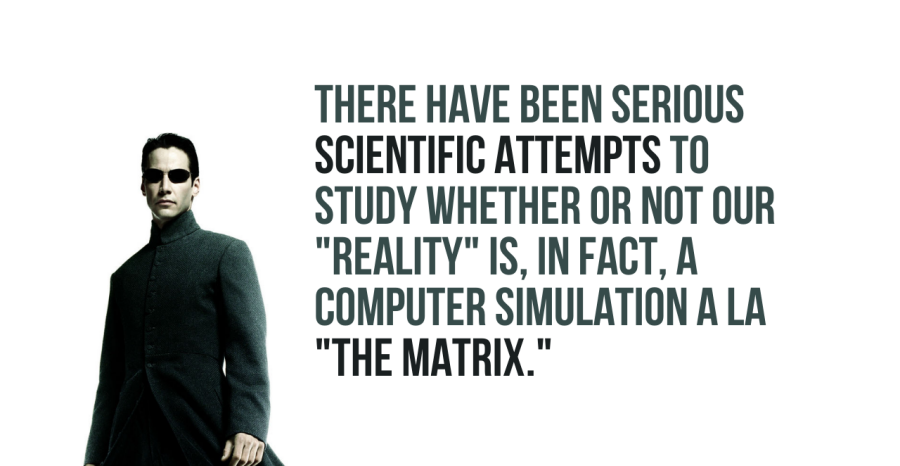 THERE HAVE BEEN SERIOUS
SCIENTIFIC ATTEMPTS TO
STUDY WHETHER OR NOT OUR
"REALITY" IS, IN FACT, A
COMPUTER SIMULATION A LA
"THE MATRIX."